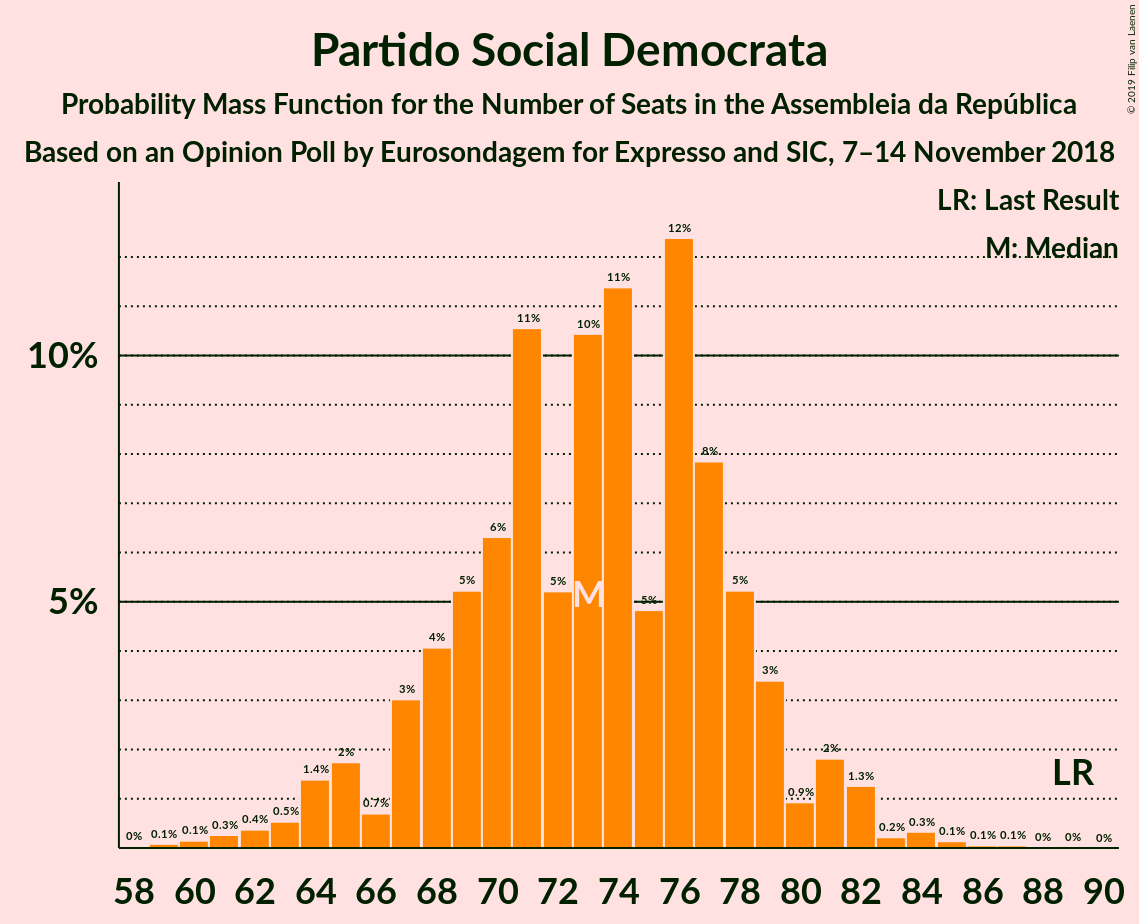 Partido Social Democrata
Probability Mass Function for the Number of Seats in the Assembleia da República
Based on an Opinion Poll by Eurosondagem for Expresso and SIC, 7–14 November 2018
© 2019 Filip van Laenen
LR: Last Result
M: Median
10%
5%
0% 0.1% 0.1% 0.3% 0.4% 0.5% 1.4% 2% 0.7% 3% 4% 5% 6% 11% 5% 10% 11% 5% 12% 8% 5% 3% 0.9% 2% 1.3% 0.2% 0.3% 0.1% 0.1% 0.1% 0% 0% 0%
M
LR
58 60 62 64 66 68 70 72 74 76 78 80 82 84 86 88 90